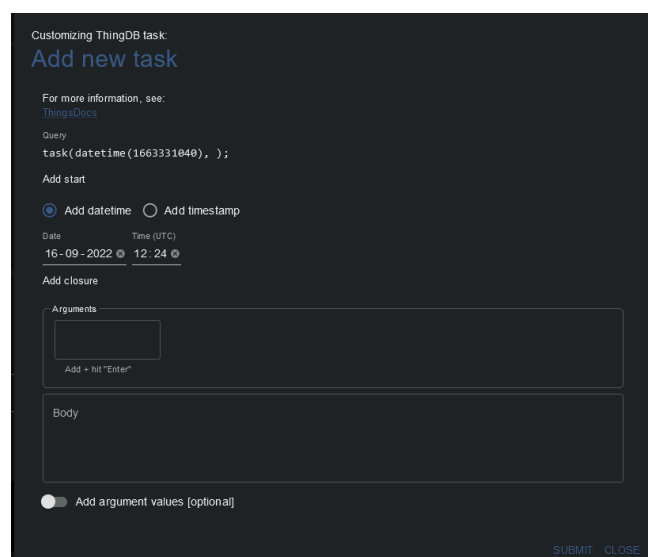 Customizing ThingDB task:
Add new task
For more information, see:
ThingsDocs
Query
task(datetime(1663331040), );
Add start
Add datetime Add timestamp
Date Time (UTC)
16-09-2022 12:24
Add closure
Arguments
Add + hit "Enter"
Body
Add argument values [optional]
SUBMIT CLOSE